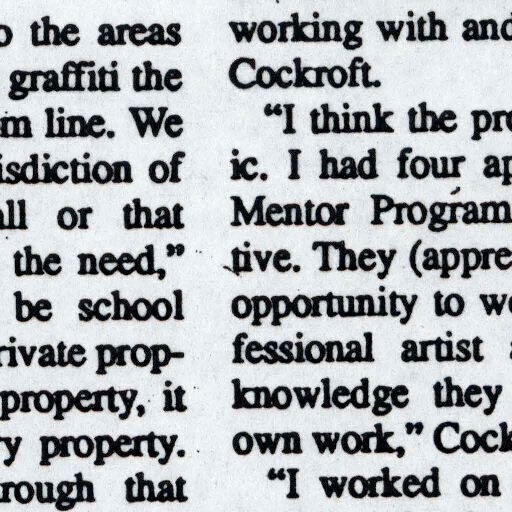 o the areas
graffiti the
m line. We
isdiction of
all or that
the need,"
be school
rivate prop-
property, it
y property.
rough that
working with and
Cockroft.
"I think the pro
ic. I had four ap
Mentor Program
tive. They (appre
opportunity to wo
fessional artist
knowledge they
own work," Cock
"I worked on